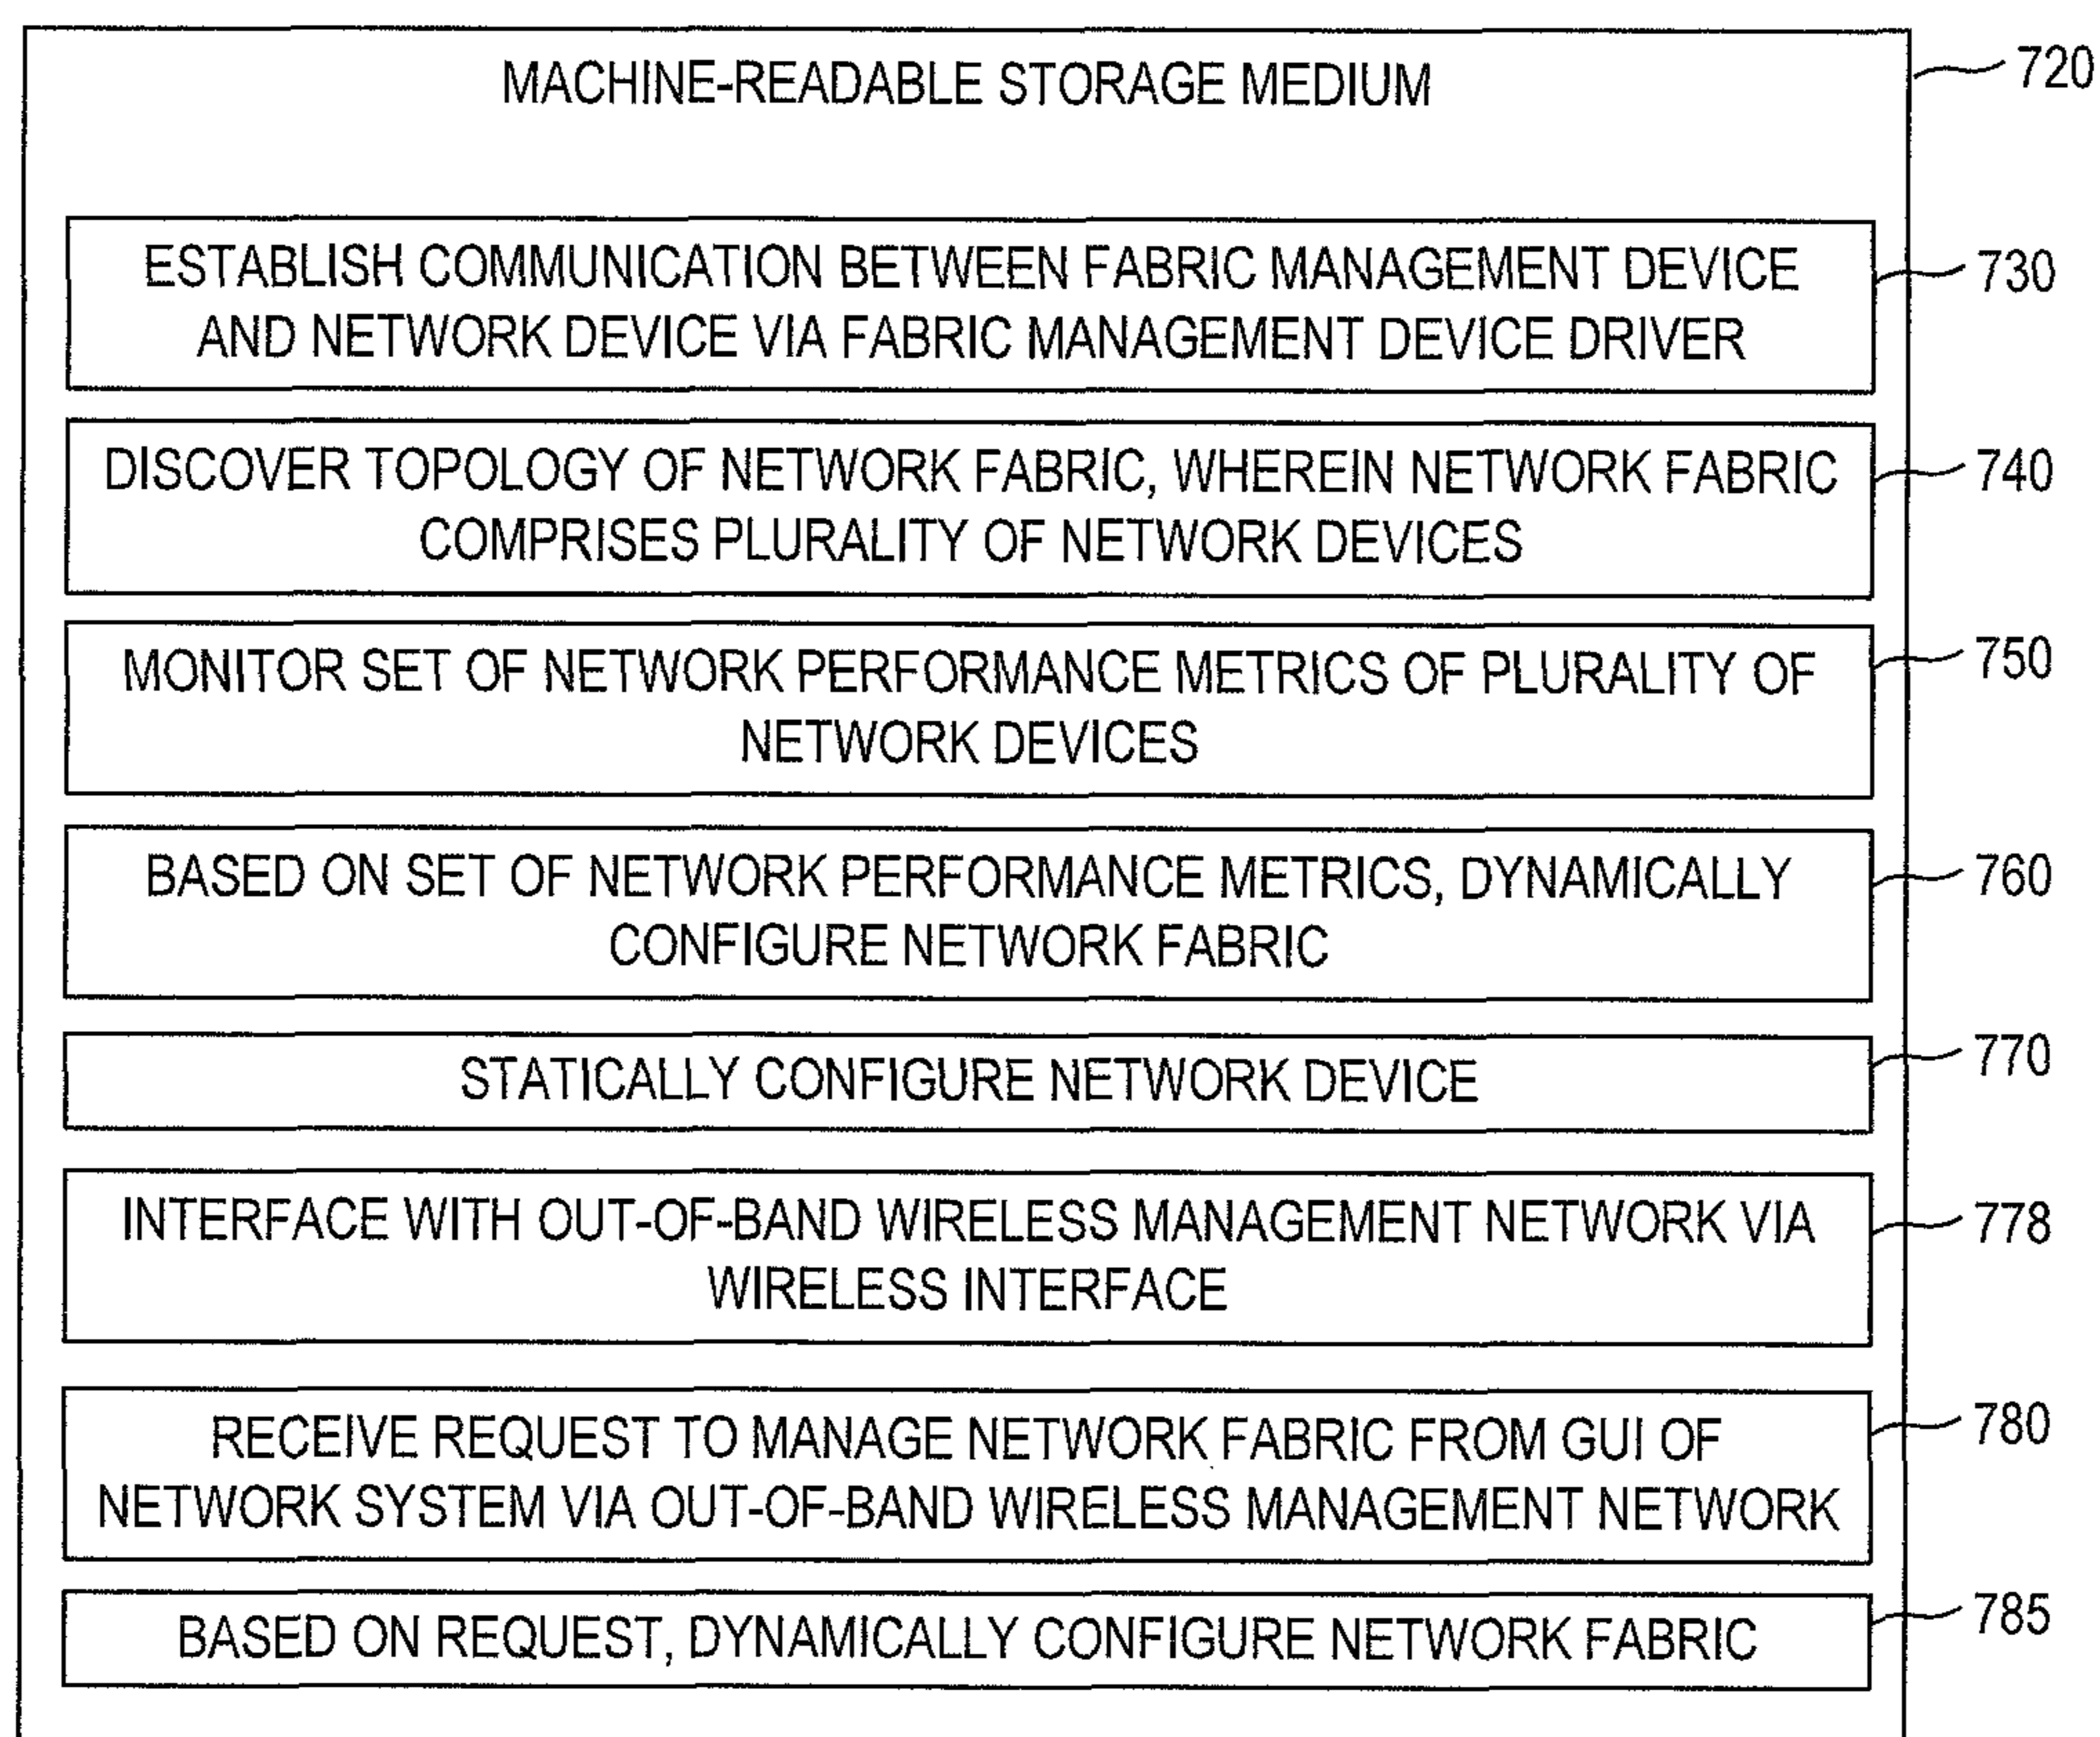 MACHINE-READABLE STORAGE MEDIUM
720
ESTABLISH COMMUNICATION BETWEEN FABRIC MANAGEMENT DEVICE
AND NETWORK DEVICE VIA FABRIC MANAGEMENT DEVICE DRIVER
730
DISCOVER TOPOLOGY OF NETWORK FABRIC, WHEREIN NETWORK FABRIC
COMPRISES PLURALITY OF NETWORK DEVICES
740
MONITOR SET OF NETWORK PERFORMANCE METRICS OF PLURALITY OF
NETWORK DEVICES
750
BASED ON SET OF NETWORK PERFORMANCE METRICS, DYNAMICALLY
CONFIGURE NETWORK FABRIC
760
STATICALLY CONFIGURE NETWORK DEVICE
770
INTERFACE WITH OUT-OF-BAND WIRELESS MANAGEMENT NETWORK VIA
WIRELESS INTERFACE
778
RECEIVE REQUEST TO MANAGE NETWORK FABRIC FROM GUI OF
NETWORK SYSTEM VIA OUT-OF-BAND WIRELESS MANAGEMENT NETWORK
780
BASED ON REQUEST, DYNAMICALLY CONFIGURE NETWORK FABRIC
785